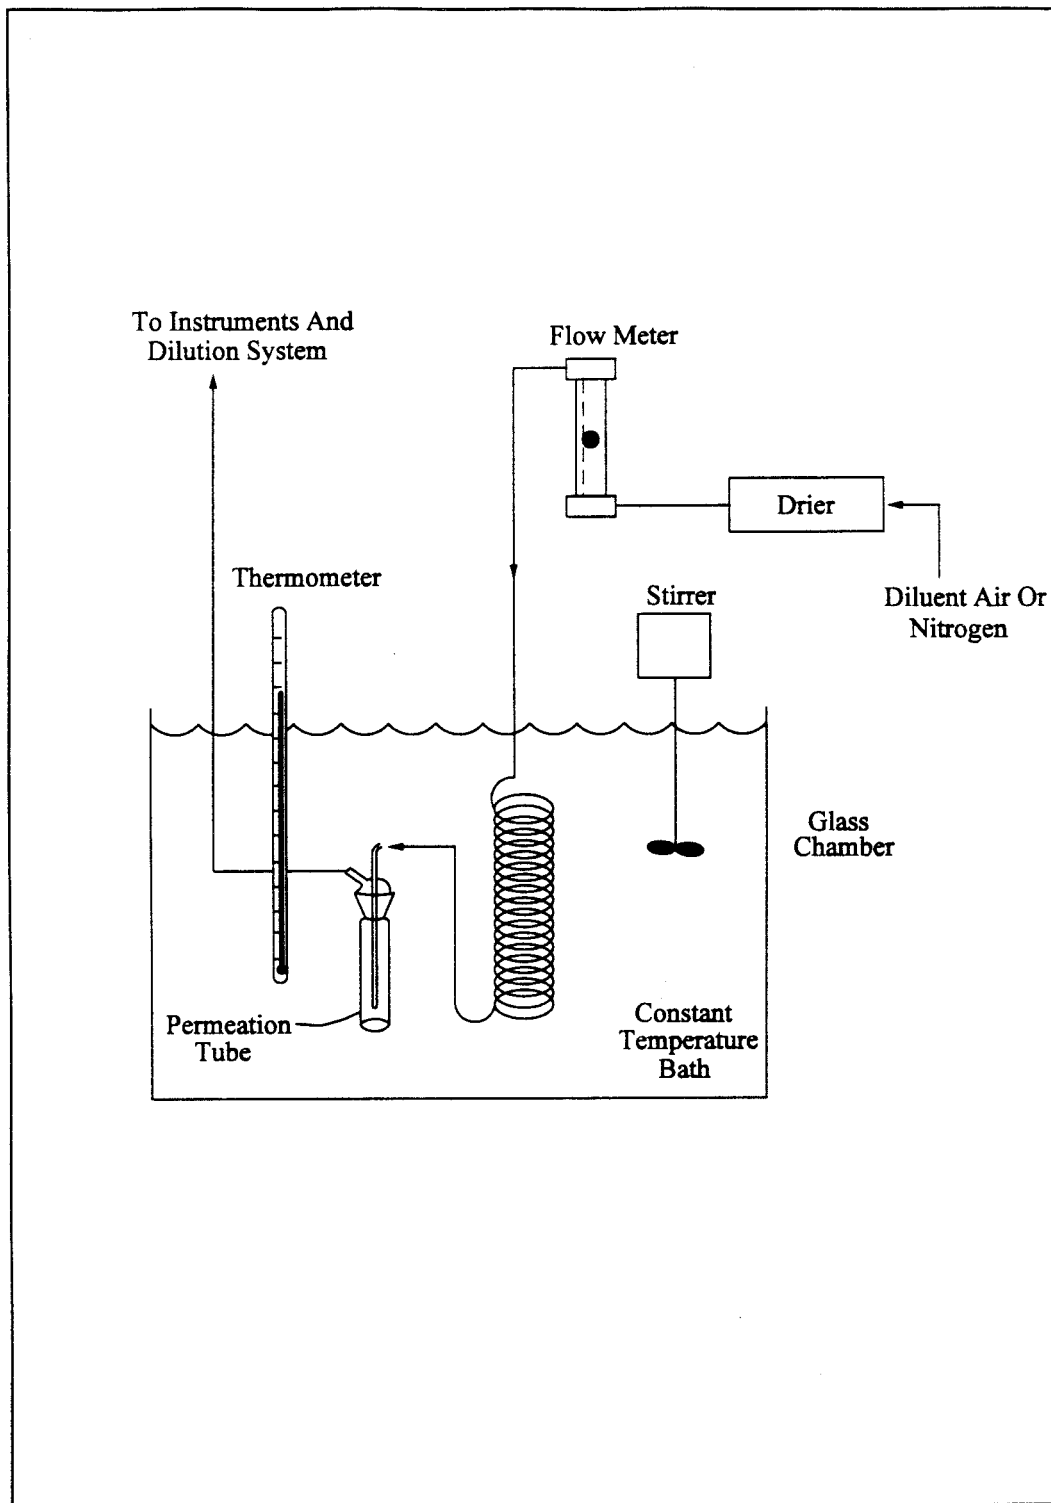 To Instruments And
Dilution System
Flow Meter
Drier
Thermometer
Stirrer
Diluent Air Or
Nitrogen
Glass
Chamber
Permeation
Tube
Constant
Temperature
Bath